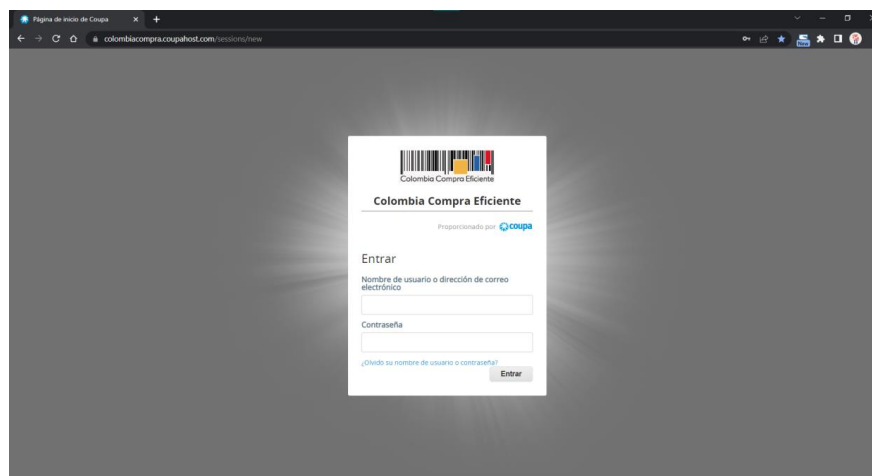 Página de inicio de Coupa
colombiacompra.coupahost.com/sessions/new
New
Colombia Compra Eficiente
Colombia Compra Eficiente
Proporcionado por coupa
Entrar
Nombre de usuario o dirección de correo
electrónico
Contraseña
¿Olvidó su nombre de usuario o contraseña?
Entrar